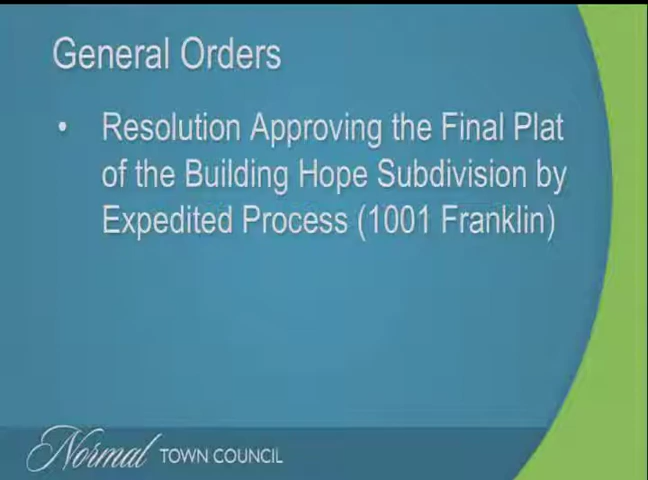 General Orders
• Resolution Approving the Final Plat
of the Building Hope Subdivision by
Expedited Process (1001 Franklin)
Normal TOWN COUNCIL